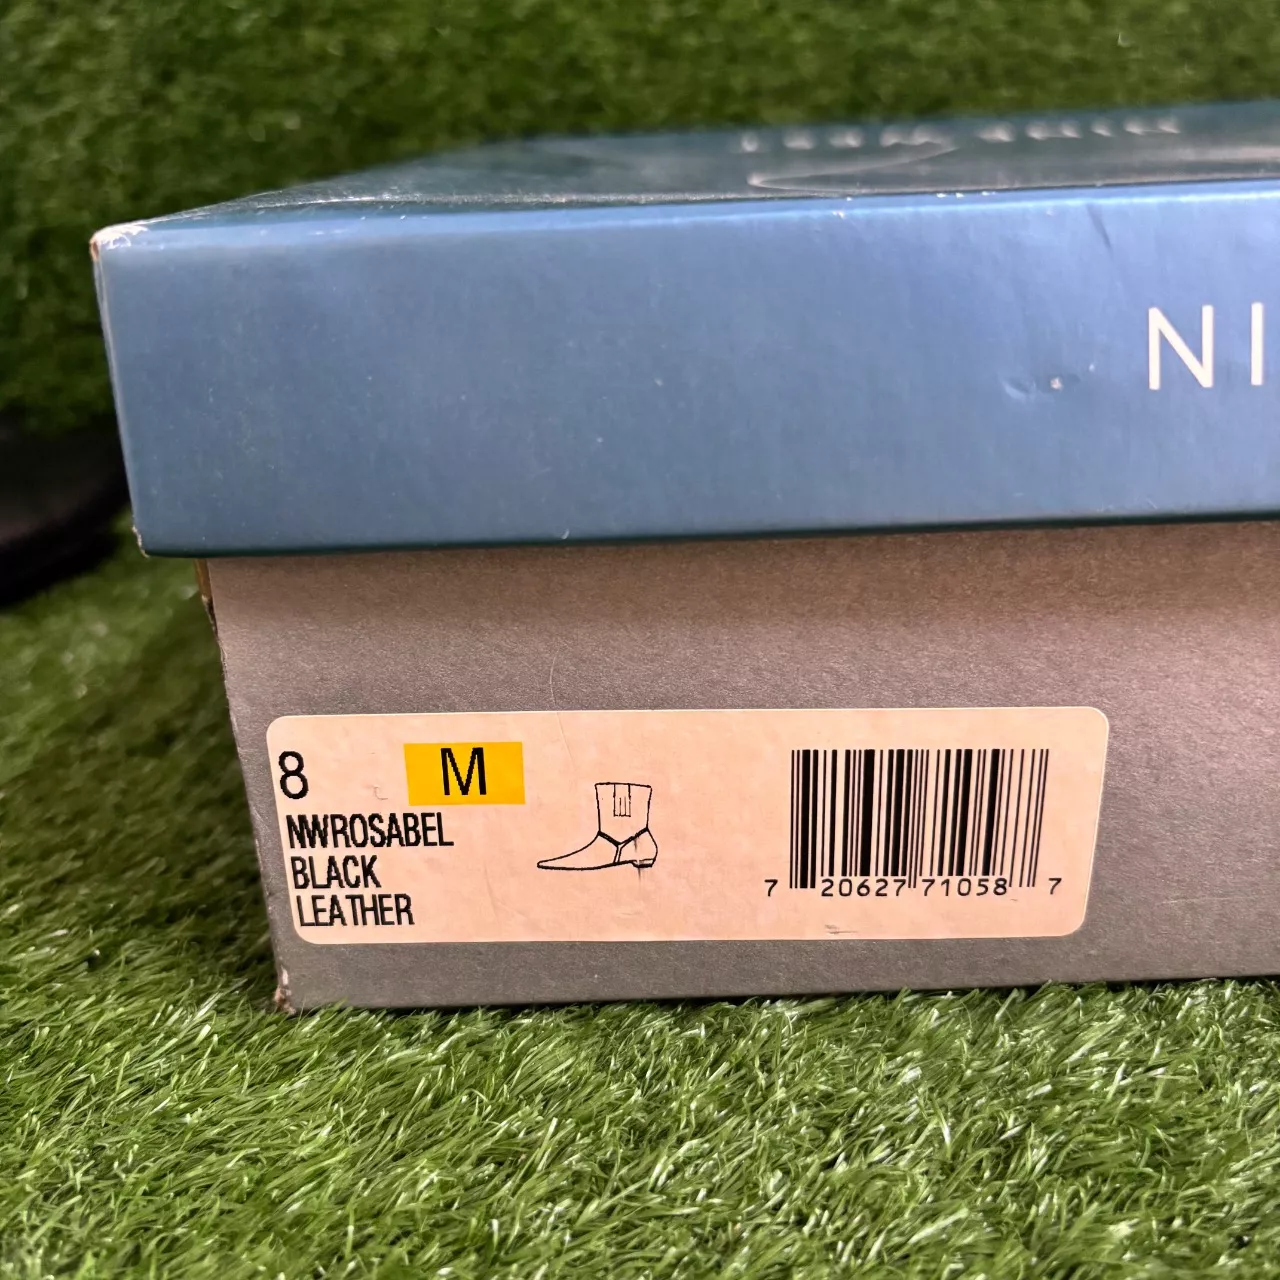 NI
8 M
NWROSABEL
BLACK
LEATHER
7 20627 71058 7